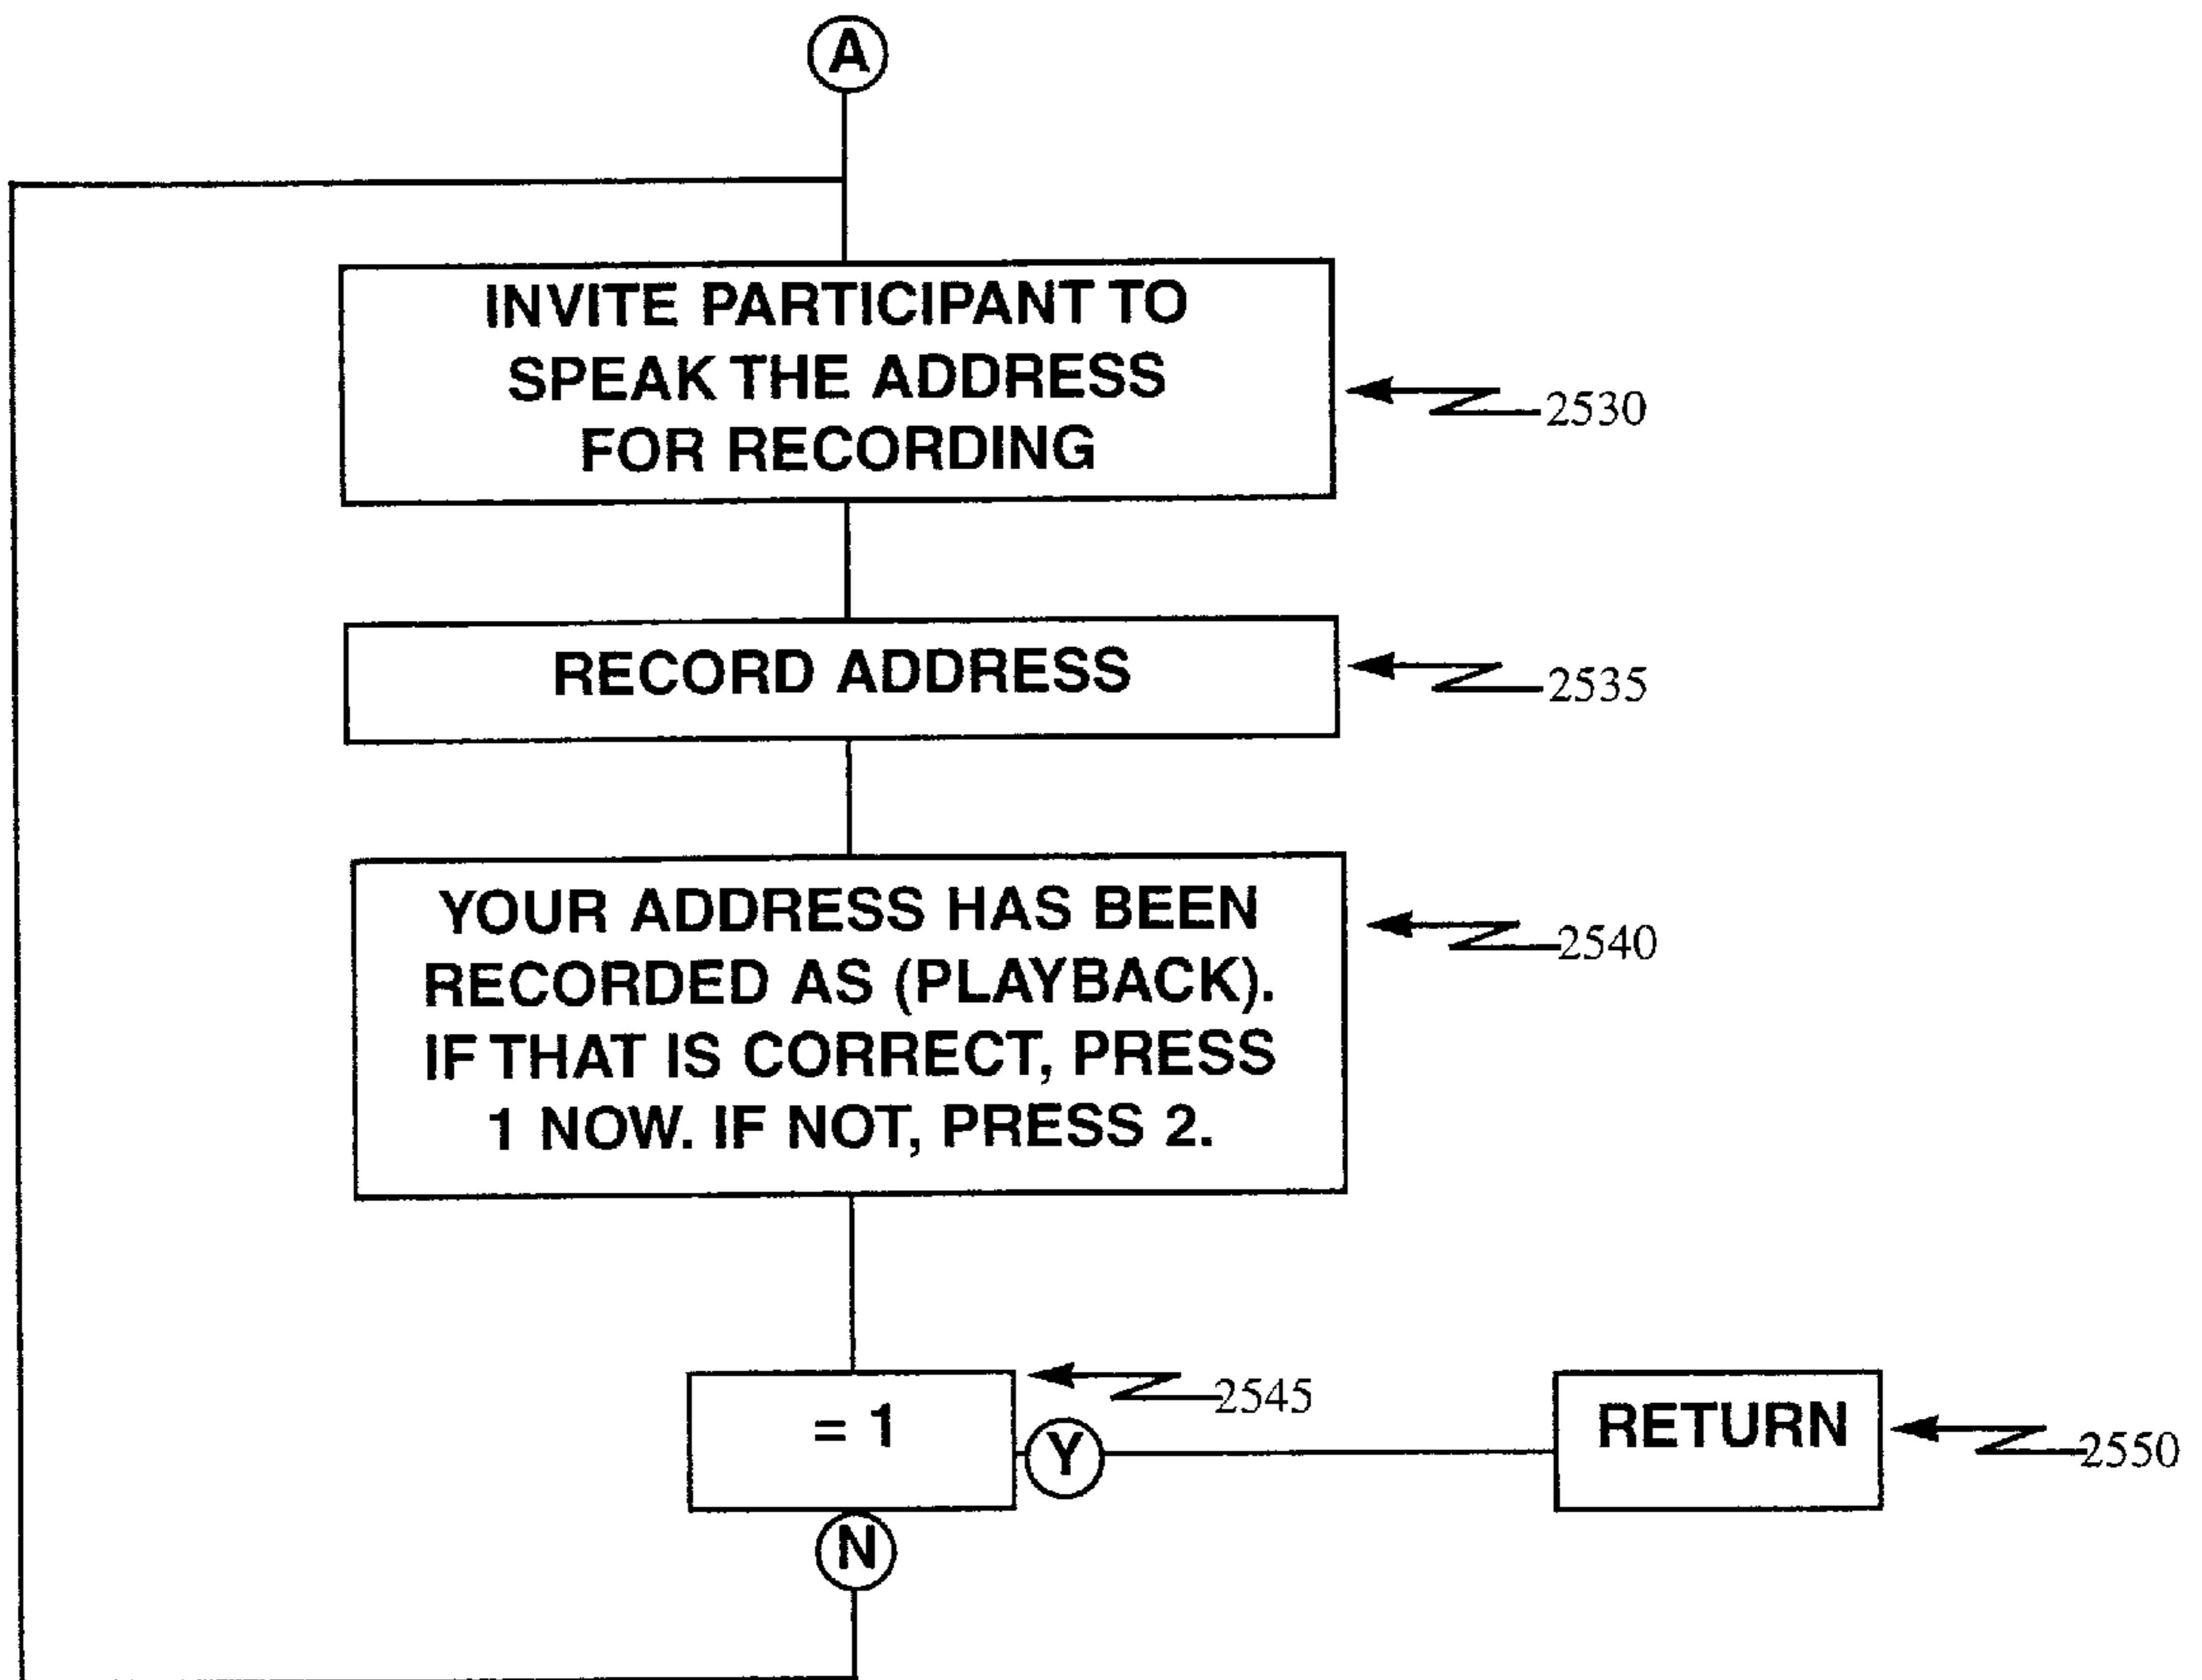 A
INVITE PARTICIPANT TO
SPEAK THE ADDRESS
FOR RECORDING
2530
RECORD ADDRESS
2535
YOUR ADDRESS HAS BEEN
RECORDED AS (PLAYBACK).
IF THAT IS CORRECT, PRESS
1 NOW. IF NOT, PRESS 2.
2540
= 1
2545
Y
RETURN
2550
N